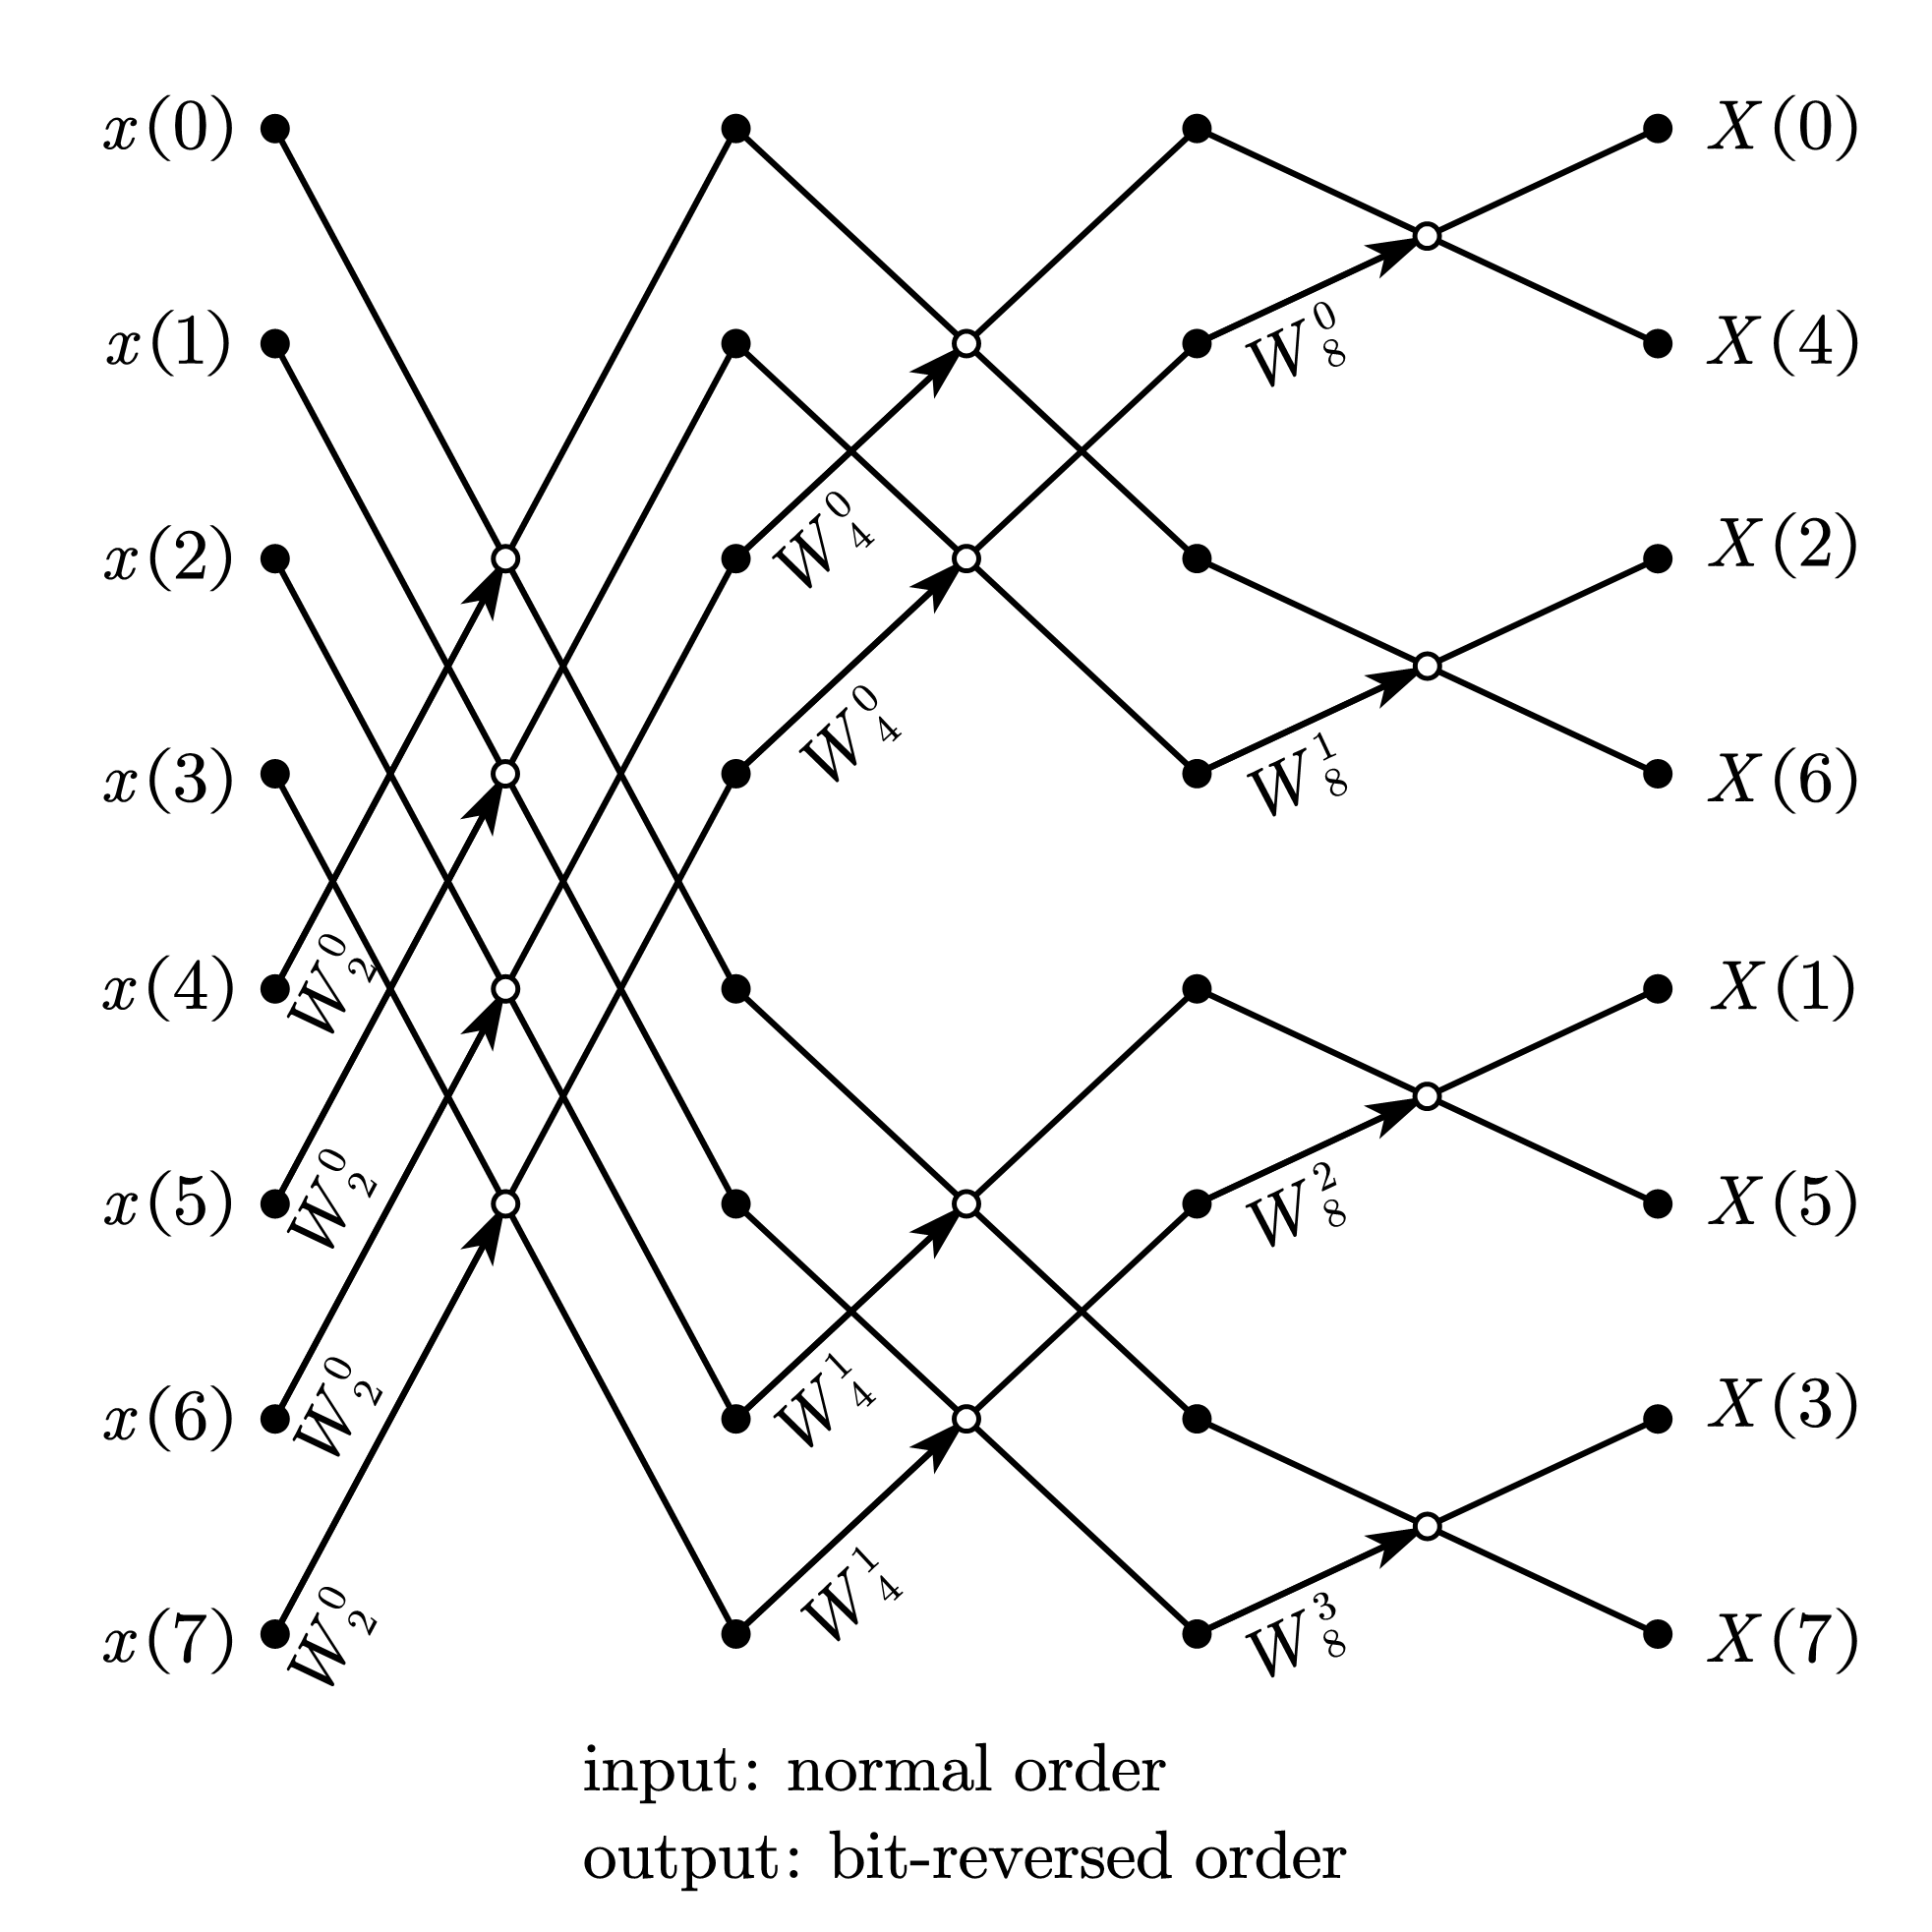 x(0) X(0)
W_8^0
x(1) X(4)
W_4^0
x(2) X(2)
W_4^0
W_8^1
x(3) X(6)
W_2^0
x(4) X(1)
W_2^0
W_8^2
x(5) X(5)
W_2^0
W_4^1
x(6) X(3)
W_4^1
W_2^0
W_8^3
x(7) X(7)
input: normal order
output: bit-reversed order